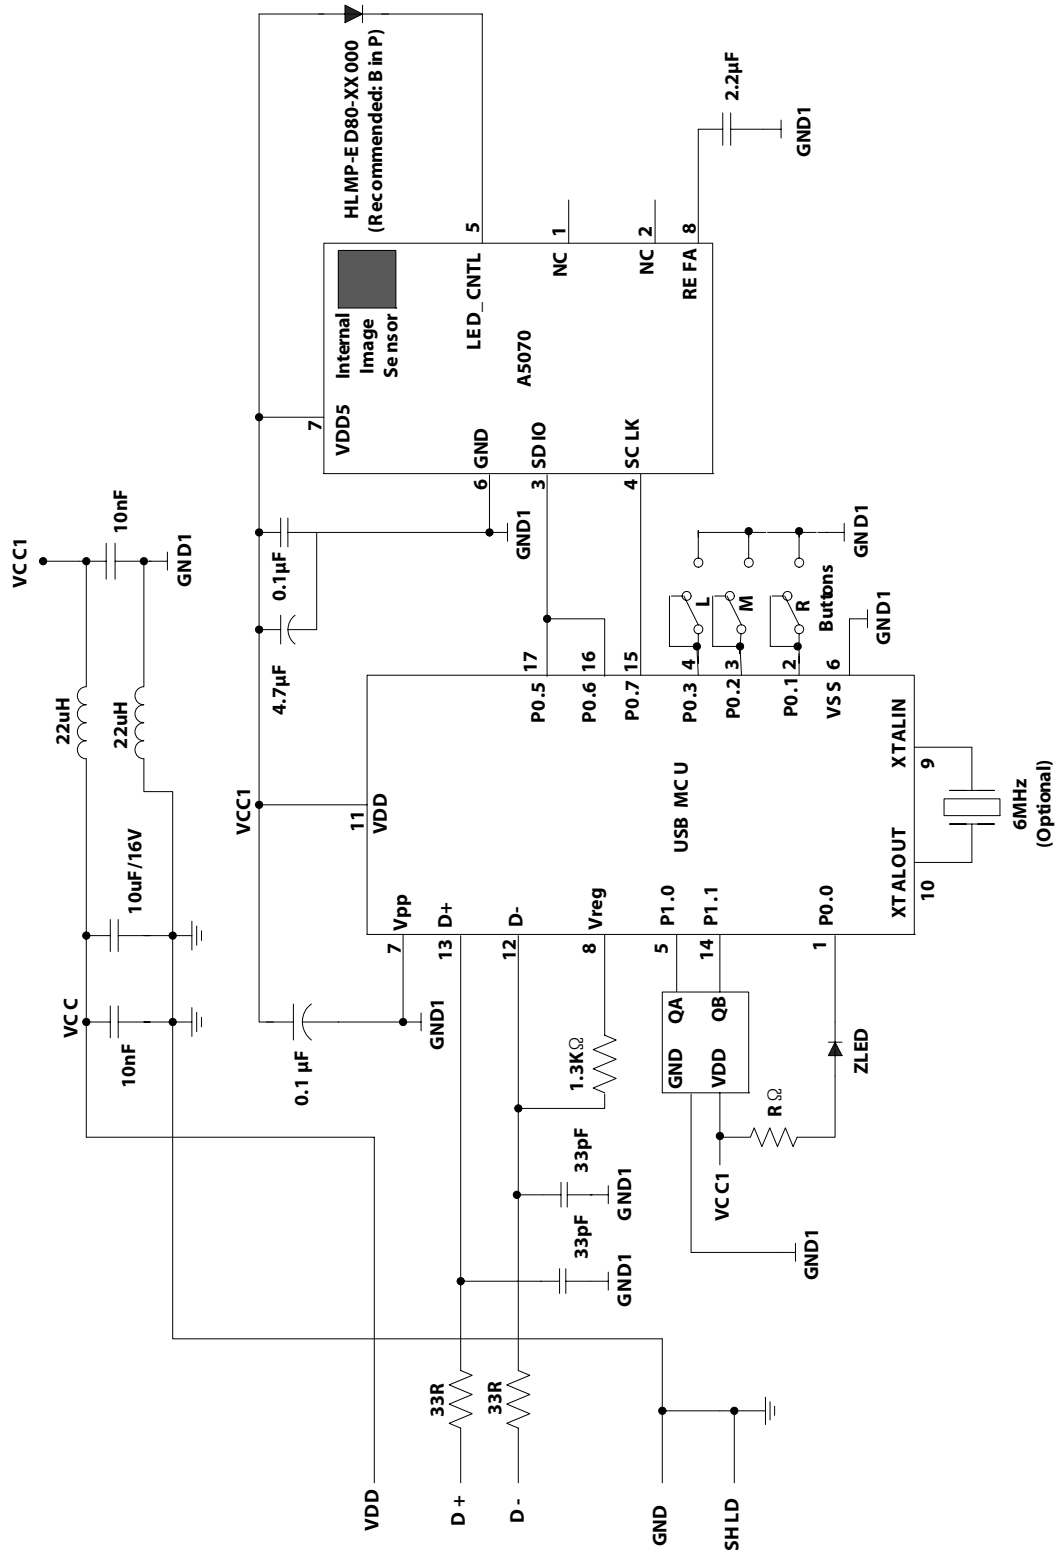 VCC1
10nF
GND1
22uH
22uH
10uF/16V
VCC
10nF
HLMP-ED80-XX000
(Recommended: B in P)
VCC1
4.7µF
0.1µF
0.1 µF
GND1
GND1
7
VDD5
Internal
Image
Sensor
A5070
LED_CNTL
5
NC
1
NC
2
REFA
8
2.2µF
GND1
6
GND
3
SDIO
4
SCLK
11
VDD
USB MCU
7
Vpp
13
D+
12
D-
8
Vreg
5
P1.0
14
P1.1
1
P0.0
P0.5
17
P0.6
16
P0.7
15
P0.3
4
P0.2
3
P0.1
2
VSS
6
XTALOUT
10
XTALIN
9
6MHz
(Optional)
L
M
R
Buttons
GND1
GND1
1.3KΩ
33pF
GND1
33pF
GND1
GND
QA
VDD
QB
R Ω
ZLED
VCC1
GND1
33R
33R
VDD
D+
D-
GND
SHLD